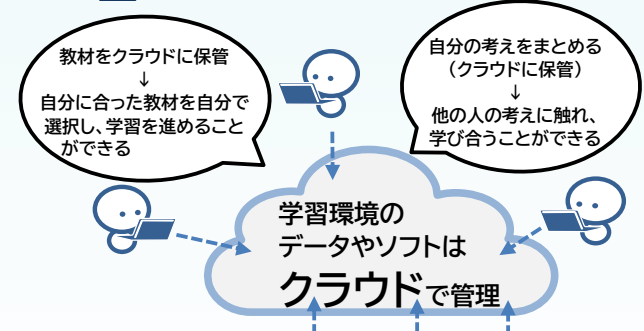 教材をクラウドに保管
↓
自分に合った教材を自分で
選択し、学習を進めること
ができる
自分の考えをまとめる
（クラウドに保管）
↓
他の人の考えに触れ、
学び合うことができる
学習環境の
データやソフトは
クラウドで管理